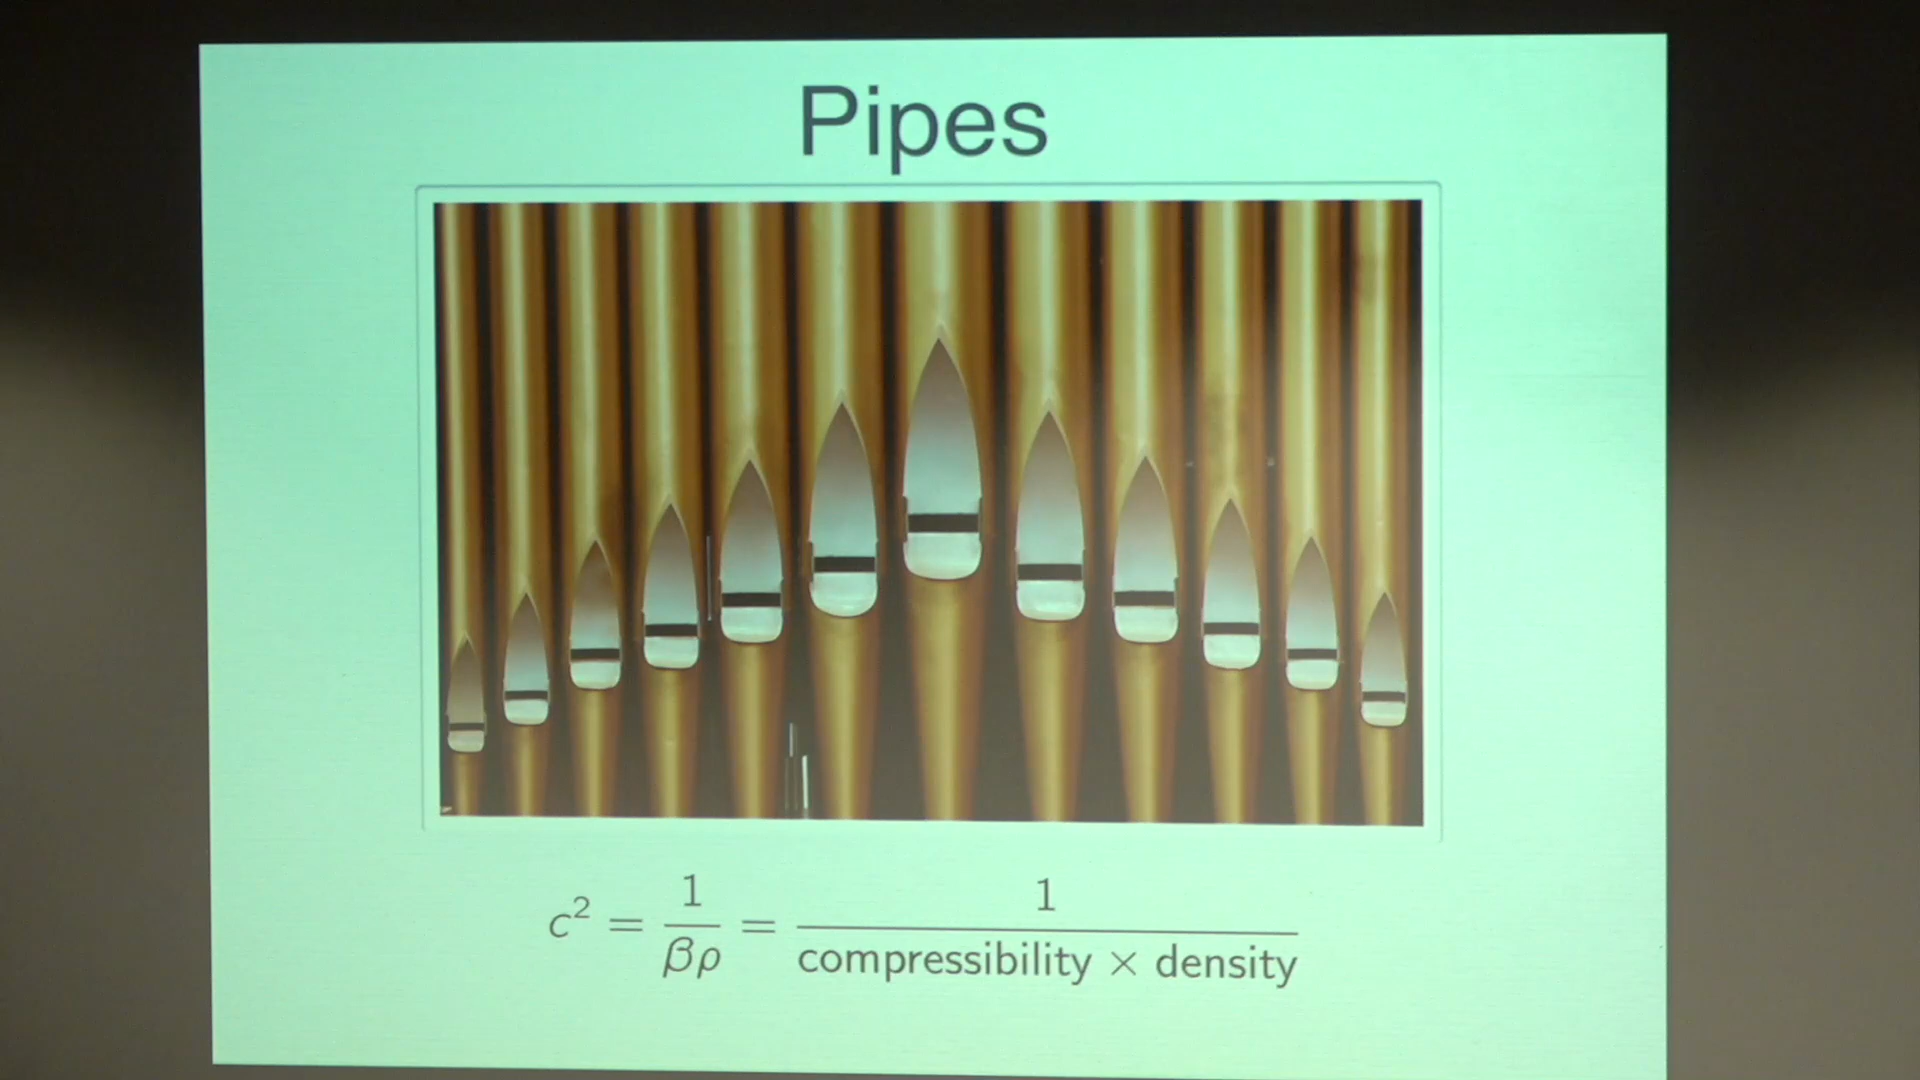 Pipes
c² = 1/βρ = 1/compressibility × density